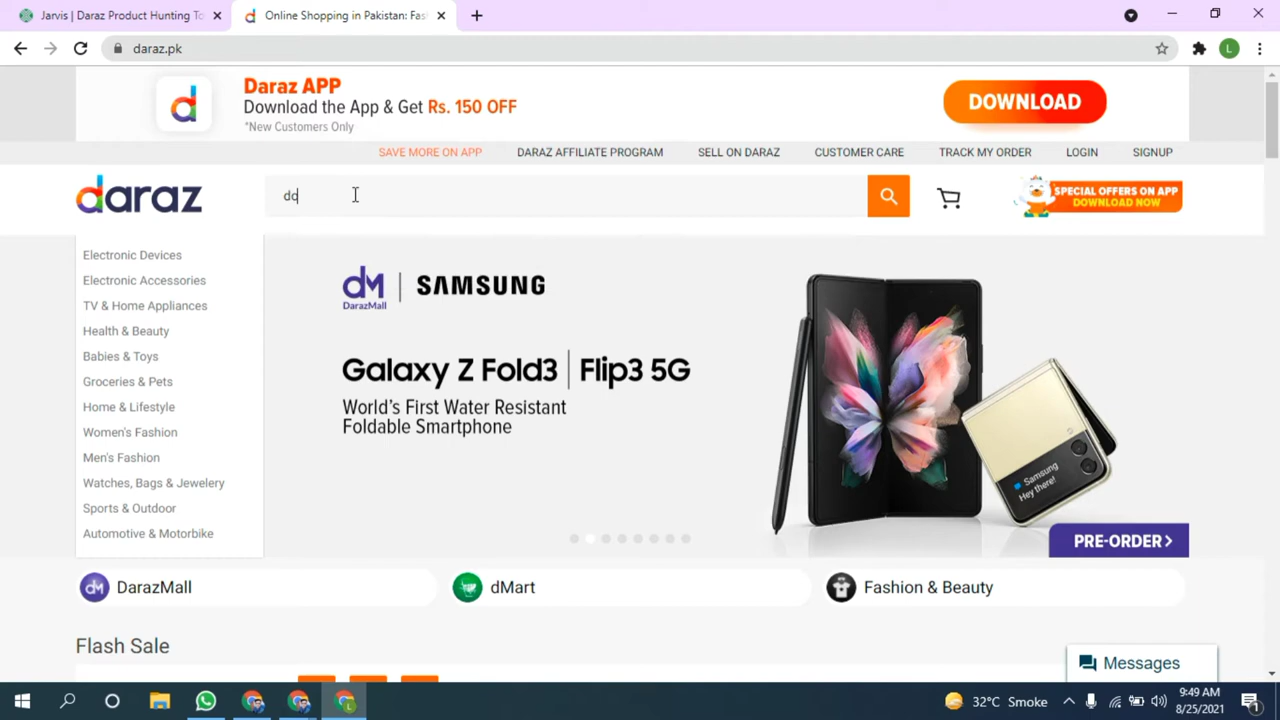 Jarvis | Daraz Product Hunting To
Online Shopping in Pakistan: Fas
daraz.pk
L
Daraz APP
Download the App & Get Rs. 150 OFF
*New Customers Only
DOWNLOAD
SAVE MORE ON APP
DARAZ AFFILIATE PROGRAM
SELL ON DARAZ
CUSTOMER CARE
TRACK MY ORDER
LOGIN
SIGNUP
daraz
dq
SPECIAL OFFERS ON APP
DOWNLOAD NOW
Electronic Devices
Electronic Accessories
TV & Home Appliances
Health & Beauty
Babies & Toys
Groceries & Pets
Home & Lifestyle
Women's Fashion
Men's Fashion
Watches, Bags & Jewelery
Sports & Outdoor
Automotive & Motorbike
dM
DarazMall
SAMSUNG
Galaxy Z Fold3 | Flip3 5G
World's First Water Resistant
Foldable Smartphone
Samsung
Hey there!
PRE-ORDER >
dM DarazMall
dMart
Fashion & Beauty
Flash Sale
Messages
32°C Smoke
9:49 AM
8/25/2021
1